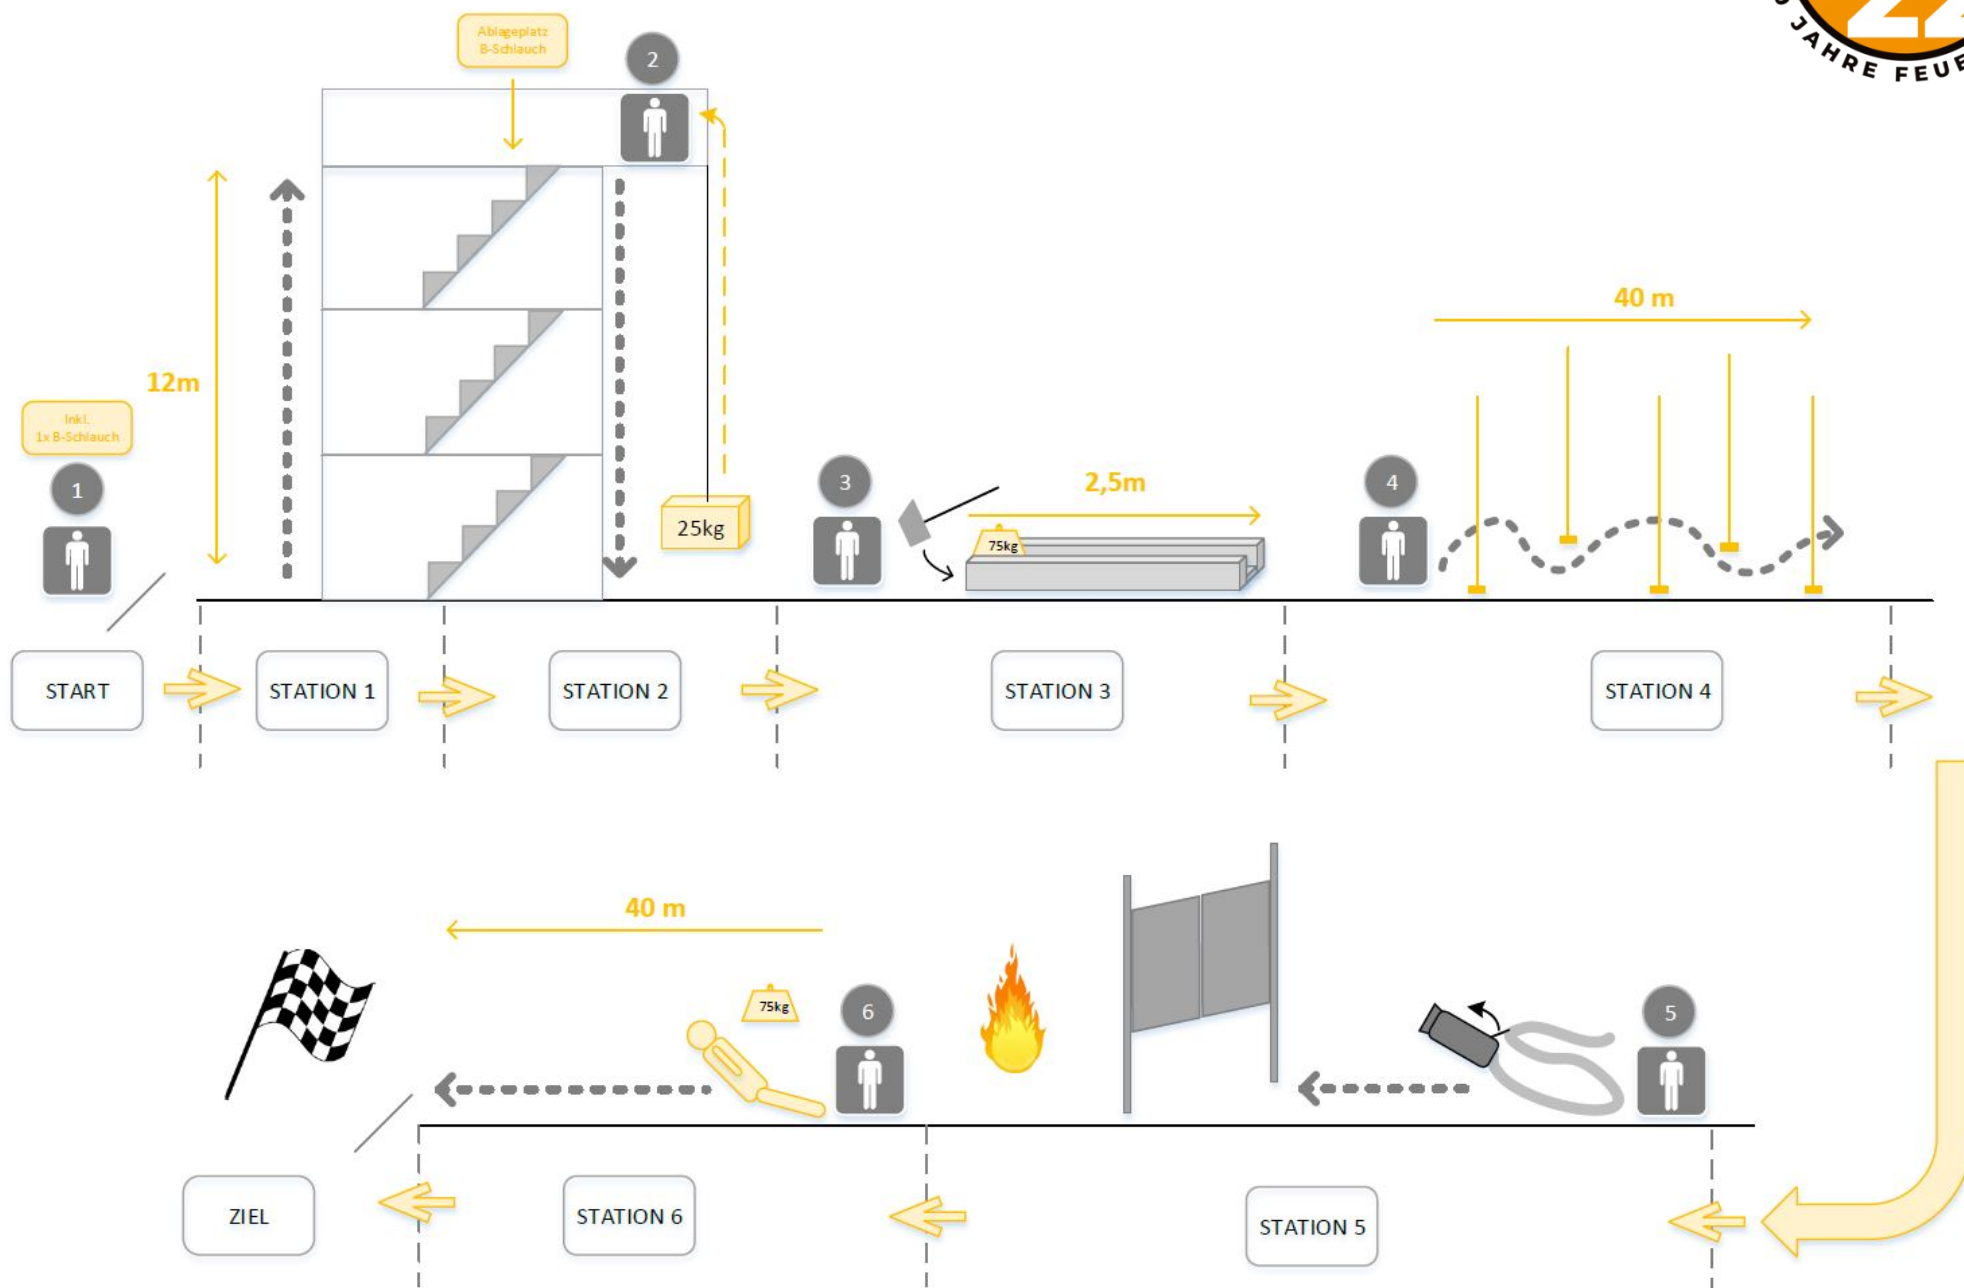 22
JAHRE FEUE
Ablageplatz
B-Schlauch
2
12m
Inkl.
1x B-Schlauch
1
25kg
3
2,5m
75kg
4
40 m
START
STATION 1
STATION 2
STATION 3
STATION 4
40 m
75kg
6
5
ZIEL
STATION 6
STATION 5